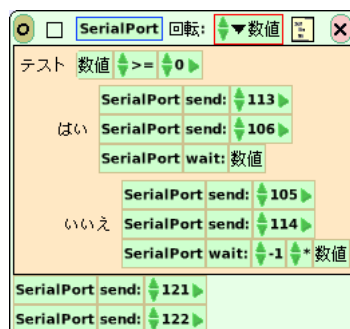 SerialPort 回転: 数値
テスト 数値 >= 0
SerialPort send: 113
はい SerialPort send: 106
SerialPort wait: 数値
SerialPort send: 105
いいえ SerialPort send: 114
SerialPort wait: -1 * 数値
SerialPort send: 121
SerialPort send: 122